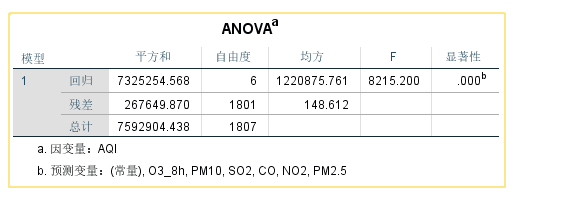 ANOVAa
模型 平方和 自由度 均方 F 显著性
1 回归 7325254.568 6 1220875.761 8215.200 .000b
残差 267649.870 1801 148.612
总计 7592904.438 1807
a. 因变量：AQI
b. 预测变量：(常量), O3_8h, PM10, SO2, CO, NO2, PM2.5